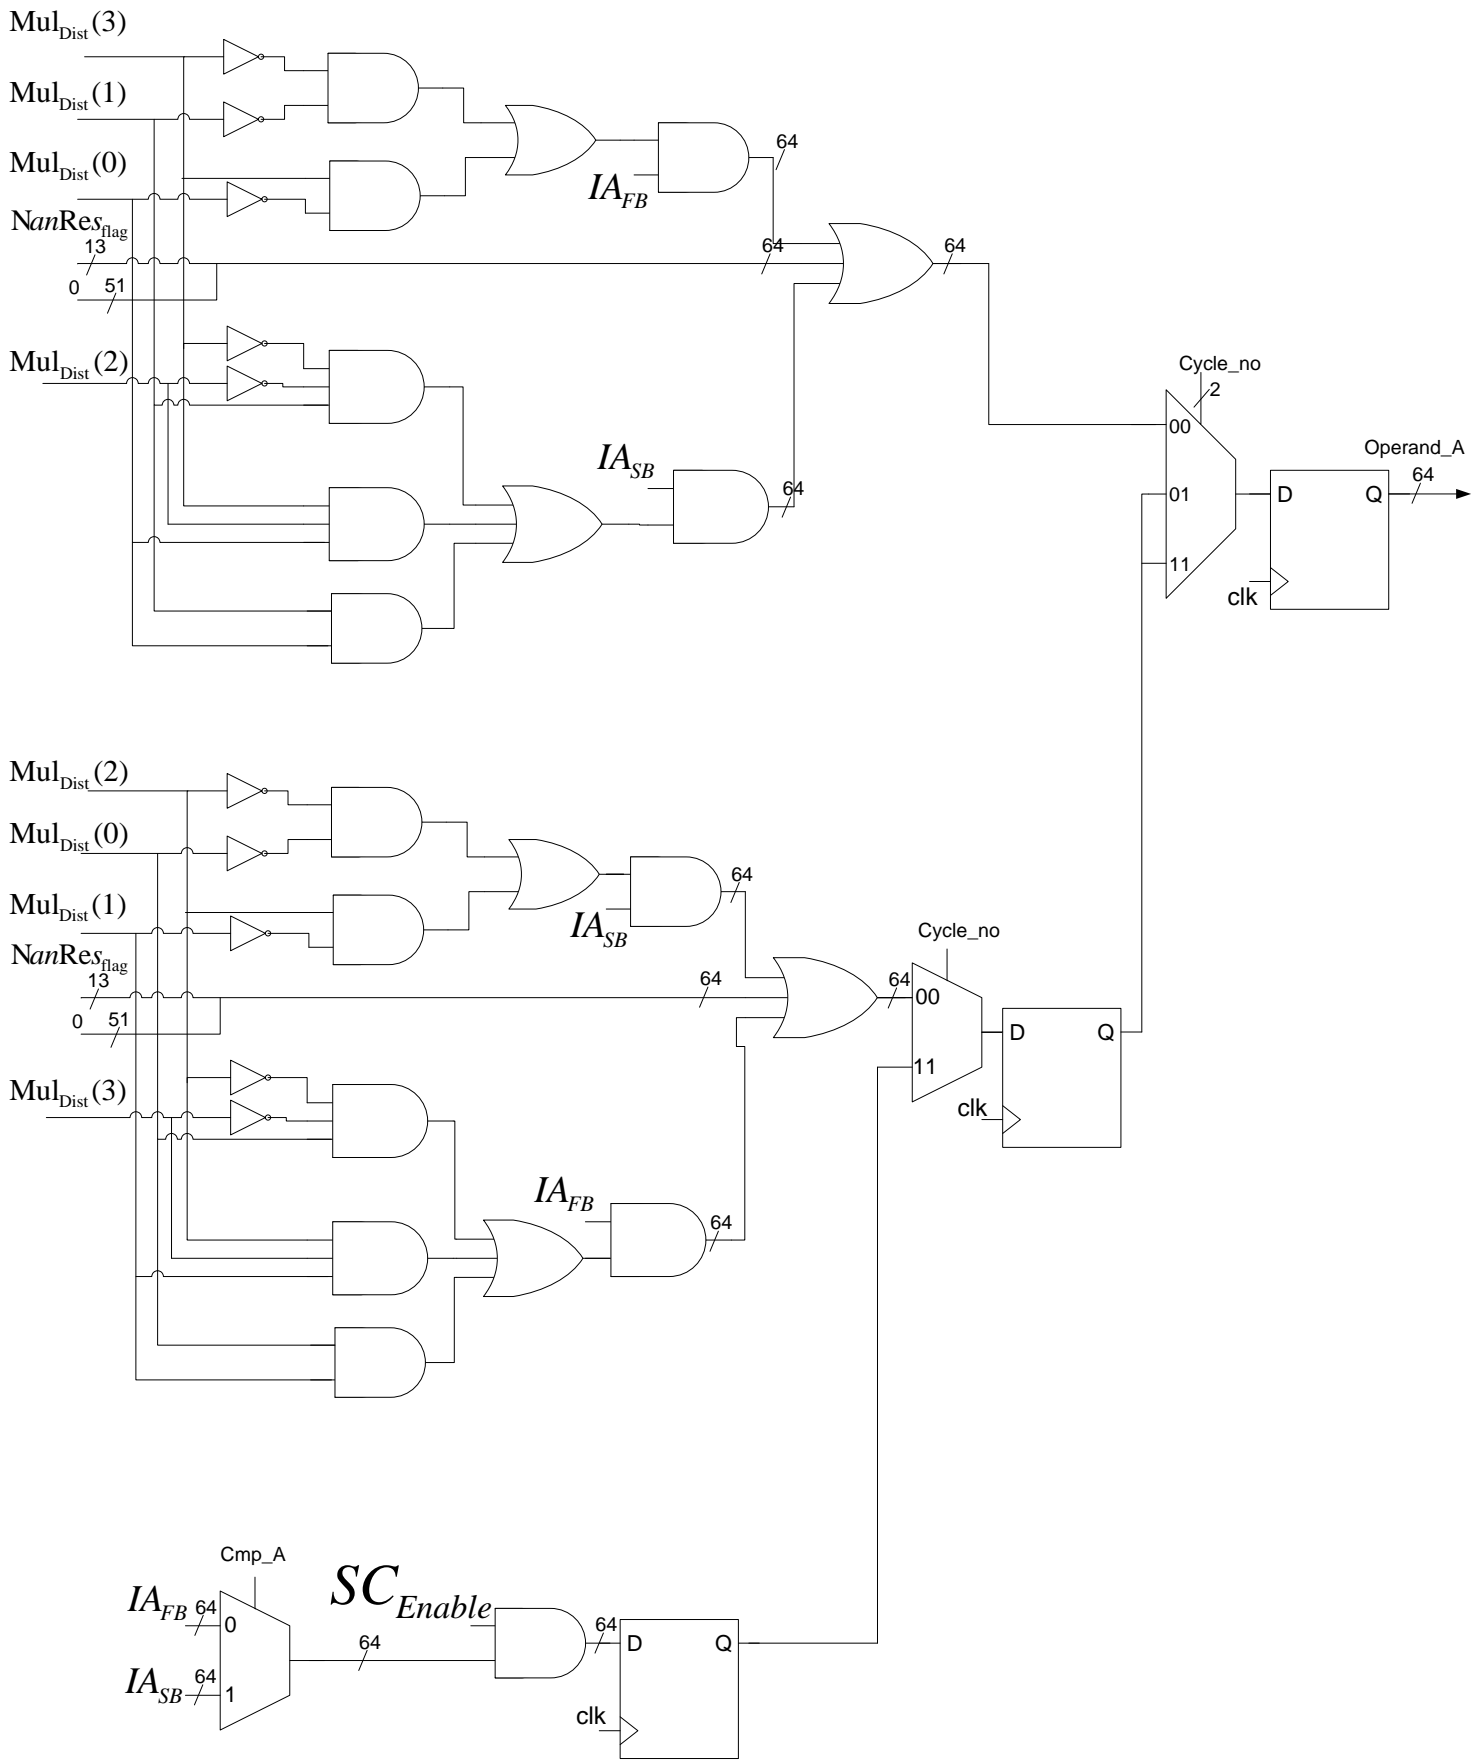 Mul_Dist(3)
Mul_Dist(1)
Mul_Dist(0)
NanRes_flag
13
0 51
64
IA_FB
64
64
64
Mul_Dist(2)
IA_SB
64
Cycle_no
2
00
01
11
D Q
clk
Operand_A
64
Mul_Dist(2)
Mul_Dist(0)
Mul_Dist(1)
NanRes_flag
13
0 51
64
IA_SB
64
64
Cycle_no
00
11
D Q
clk
Mul_Dist(3)
IA_FB
64
Cmp_A
IA_FB 64 0
IA_SB 64 1
64
SC_Enable
64
D Q
clk